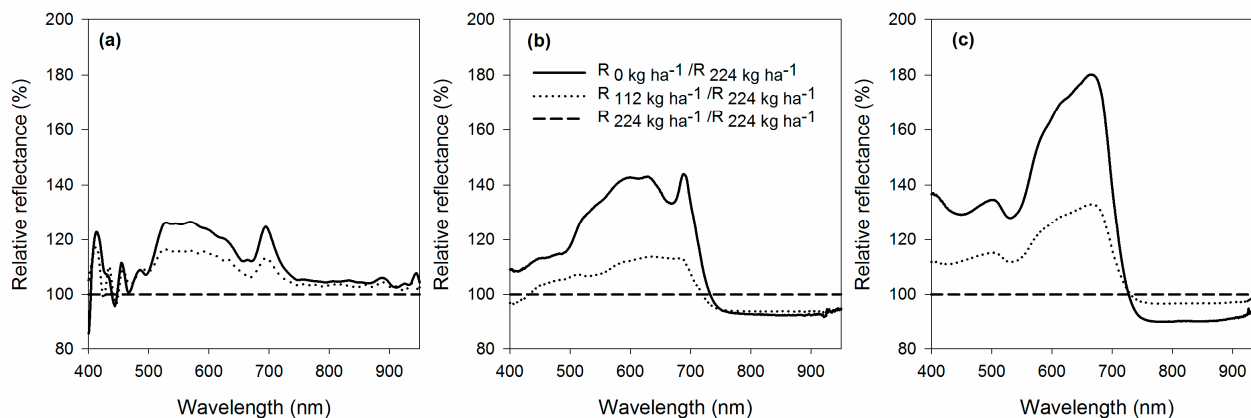 200
180
160
140
120
100
80
(a)
Relative reflectance (%)
400 500 600 700 800 900
Wavelength (nm)
200
180
160
140
120
100
80
(b)
R 0 kg ha-1 /R 224 kg ha-1
R 112 kg ha-1 /R 224 kg ha-1
R 224 kg ha-1 /R 224 kg ha-1
Relative reflectance (%)
400 500 600 700 800 900
Wavelength (nm)
200
180
160
140
120
100
80
(c)
Relative reflectance (%)
400 500 600 700 800 900
Wavelength (nm)